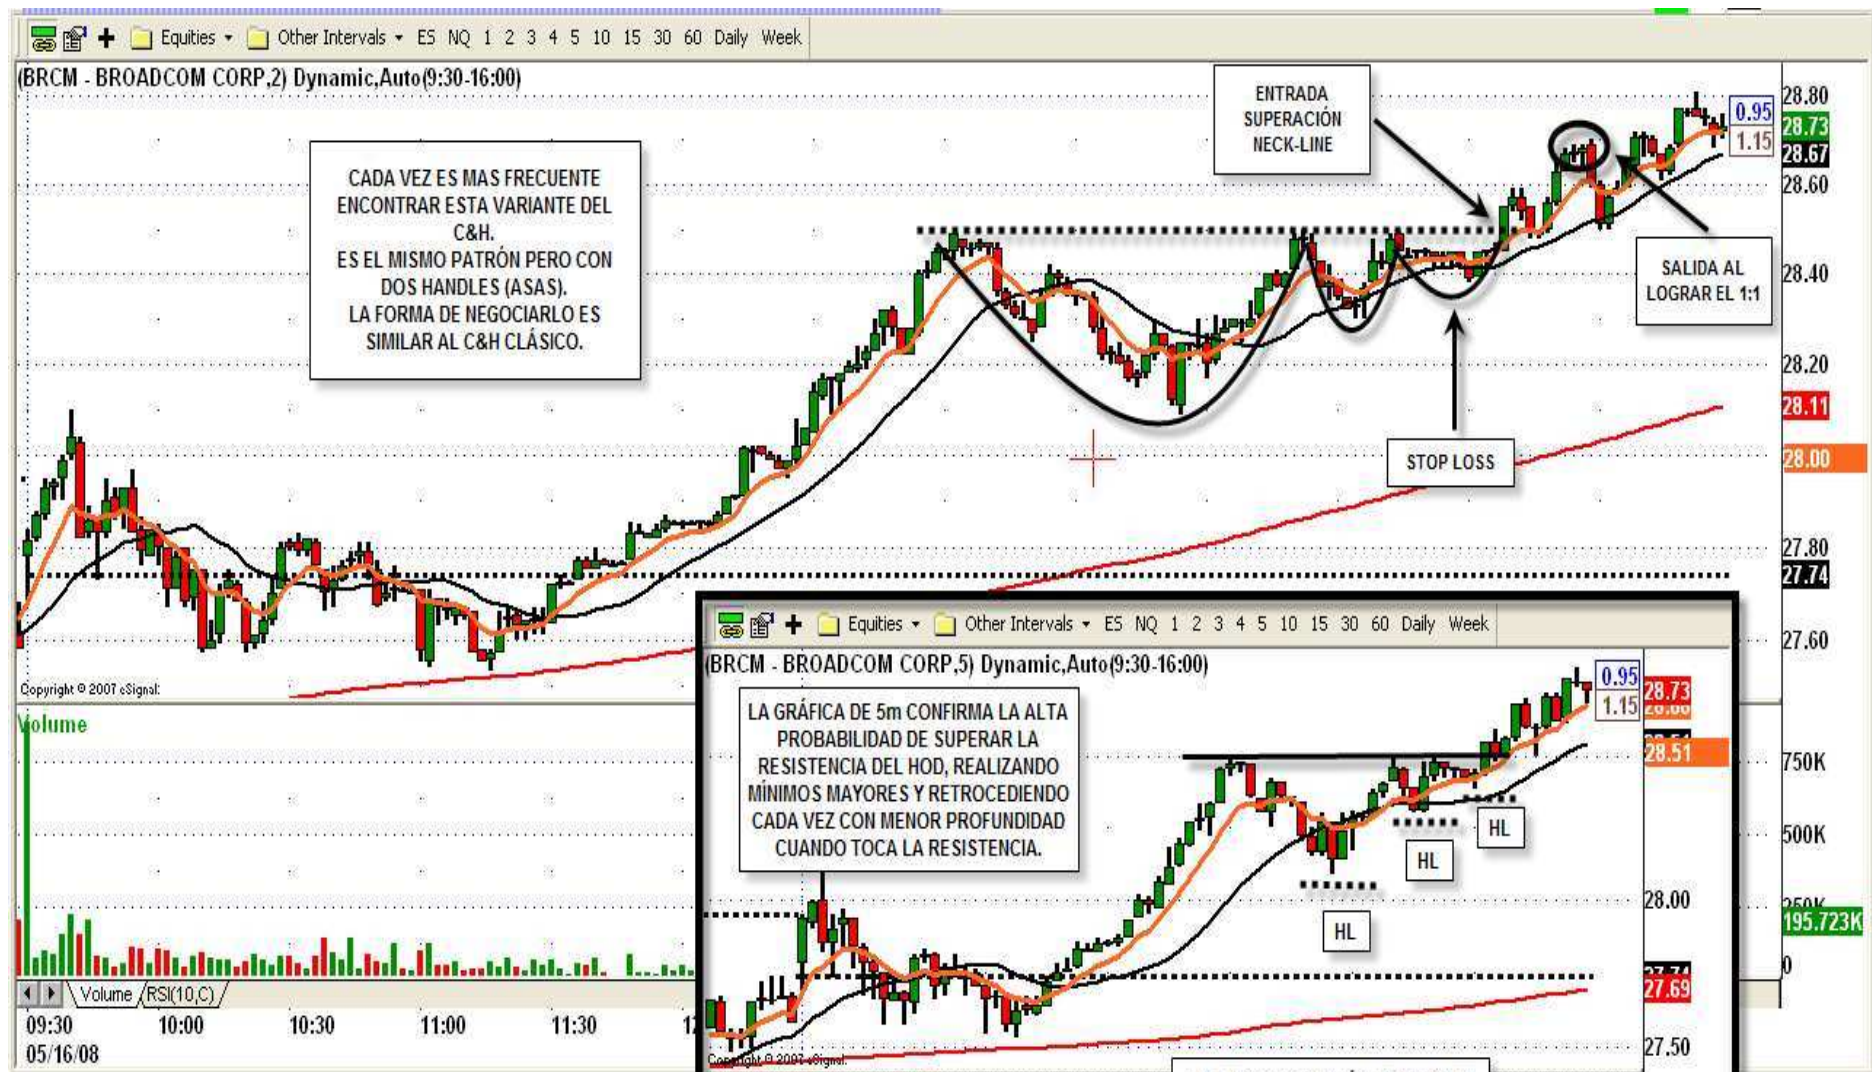 Equities Other Intervals ES NQ 1 2 3 4 5 10 15 30 60 Daily Week
(BRCM - BROADCOM CORP,2) Dynamic,Auto(9:30-16:00)
CADA VEZ ES MAS FRECUENTE
ENCONTRAR ESTA VARIANTE DEL
C&H.
ES EL MISMO PATRÓN PERO CON
DOS HANDLES (ASAS).
LA FORMA DE NEGOCIARLO ES
SIMILAR AL C&H CLÁSICO.
ENTRADA
SUPERACIÓN
NECK-LINE
SALIDA AL
LOGRAR EL 1:1
STOP LOSS
0.95
1.15
28.80
28.73
28.67
28.60
28.40
28.20
28.11
28.00
27.80
27.74
27.60
Copyright © 2007 eSignal.
Volume
750K
500K
250K
195.723K
0
Volume RSI(10,C)
09:30 10:00 10:30 11:00 11:30
05/16/08
Equities Other Intervals ES NQ 1 2 3 4 5 10 15 30 60 Daily Week
(BRCM - BROADCOM CORP,5) Dynamic,Auto(9:30-16:00)
LA GRÁFICA DE 5m CONFIRMA LA ALTA
PROBABILIDAD DE SUPERAR LA
RESISTENCIA DEL HOD, REALIZANDO
MÍNIMOS MAYORES Y RETROCEDIENDO
CADA VEZ CON MENOR PROFUNDIDAD
CUANDO TOCA LA RESISTENCIA.
0.95
1.15
28.73
28.51
HL
HL
HL
28.00
27.74
27.69
27.50
Copyright © 2007 eSignal.